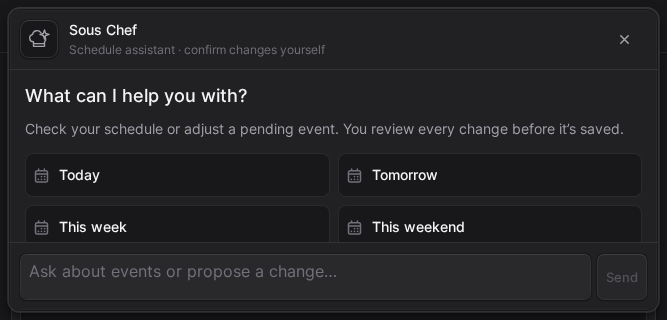 Sous Chef
Schedule assistant · confirm changes yourself
What can I help you with?
Check your schedule or adjust a pending event. You review every change before it’s saved.
Today
Tomorrow
This week
This weekend
Ask about events or propose a change...
Send